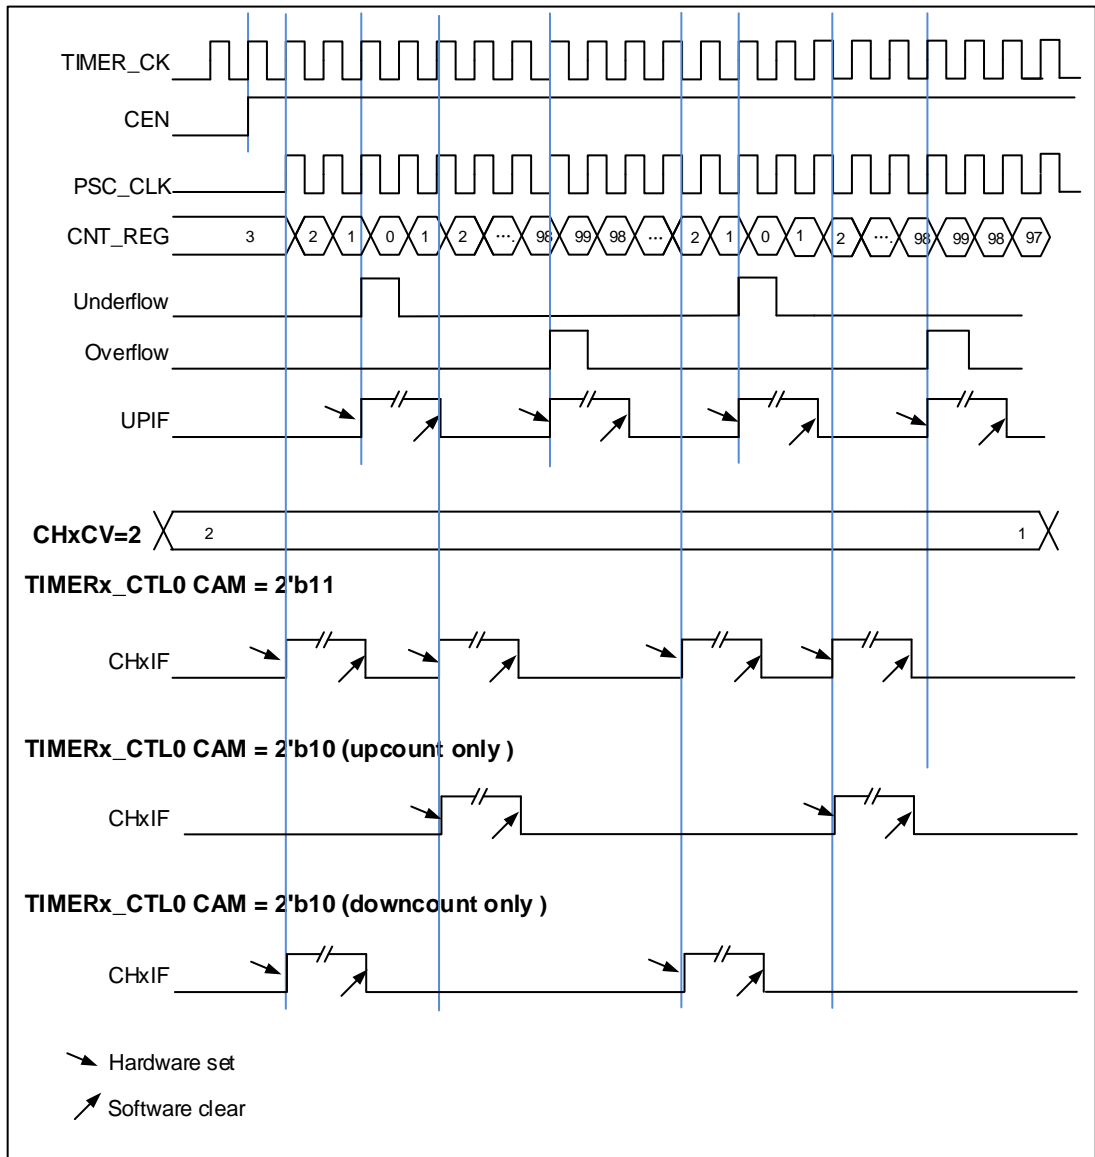 TIMER_CK
CEN
PSC_CLK
CNT_REG 3 2 1 0 1 2 .... 98 99 98 ... 2 1 0 1 2 .... 98 99 98 97
Underflow
Overflow
UPIF
CHxCV=2 2 1
TIMERx_CTL0 CAM = 2'b11
CHxIF
TIMERx_CTL0 CAM = 2'b10 (upcount only )
CHxIF
TIMERx_CTL0 CAM = 2'b10 (downcount only )
CHxIF
Hardware set
Software clear